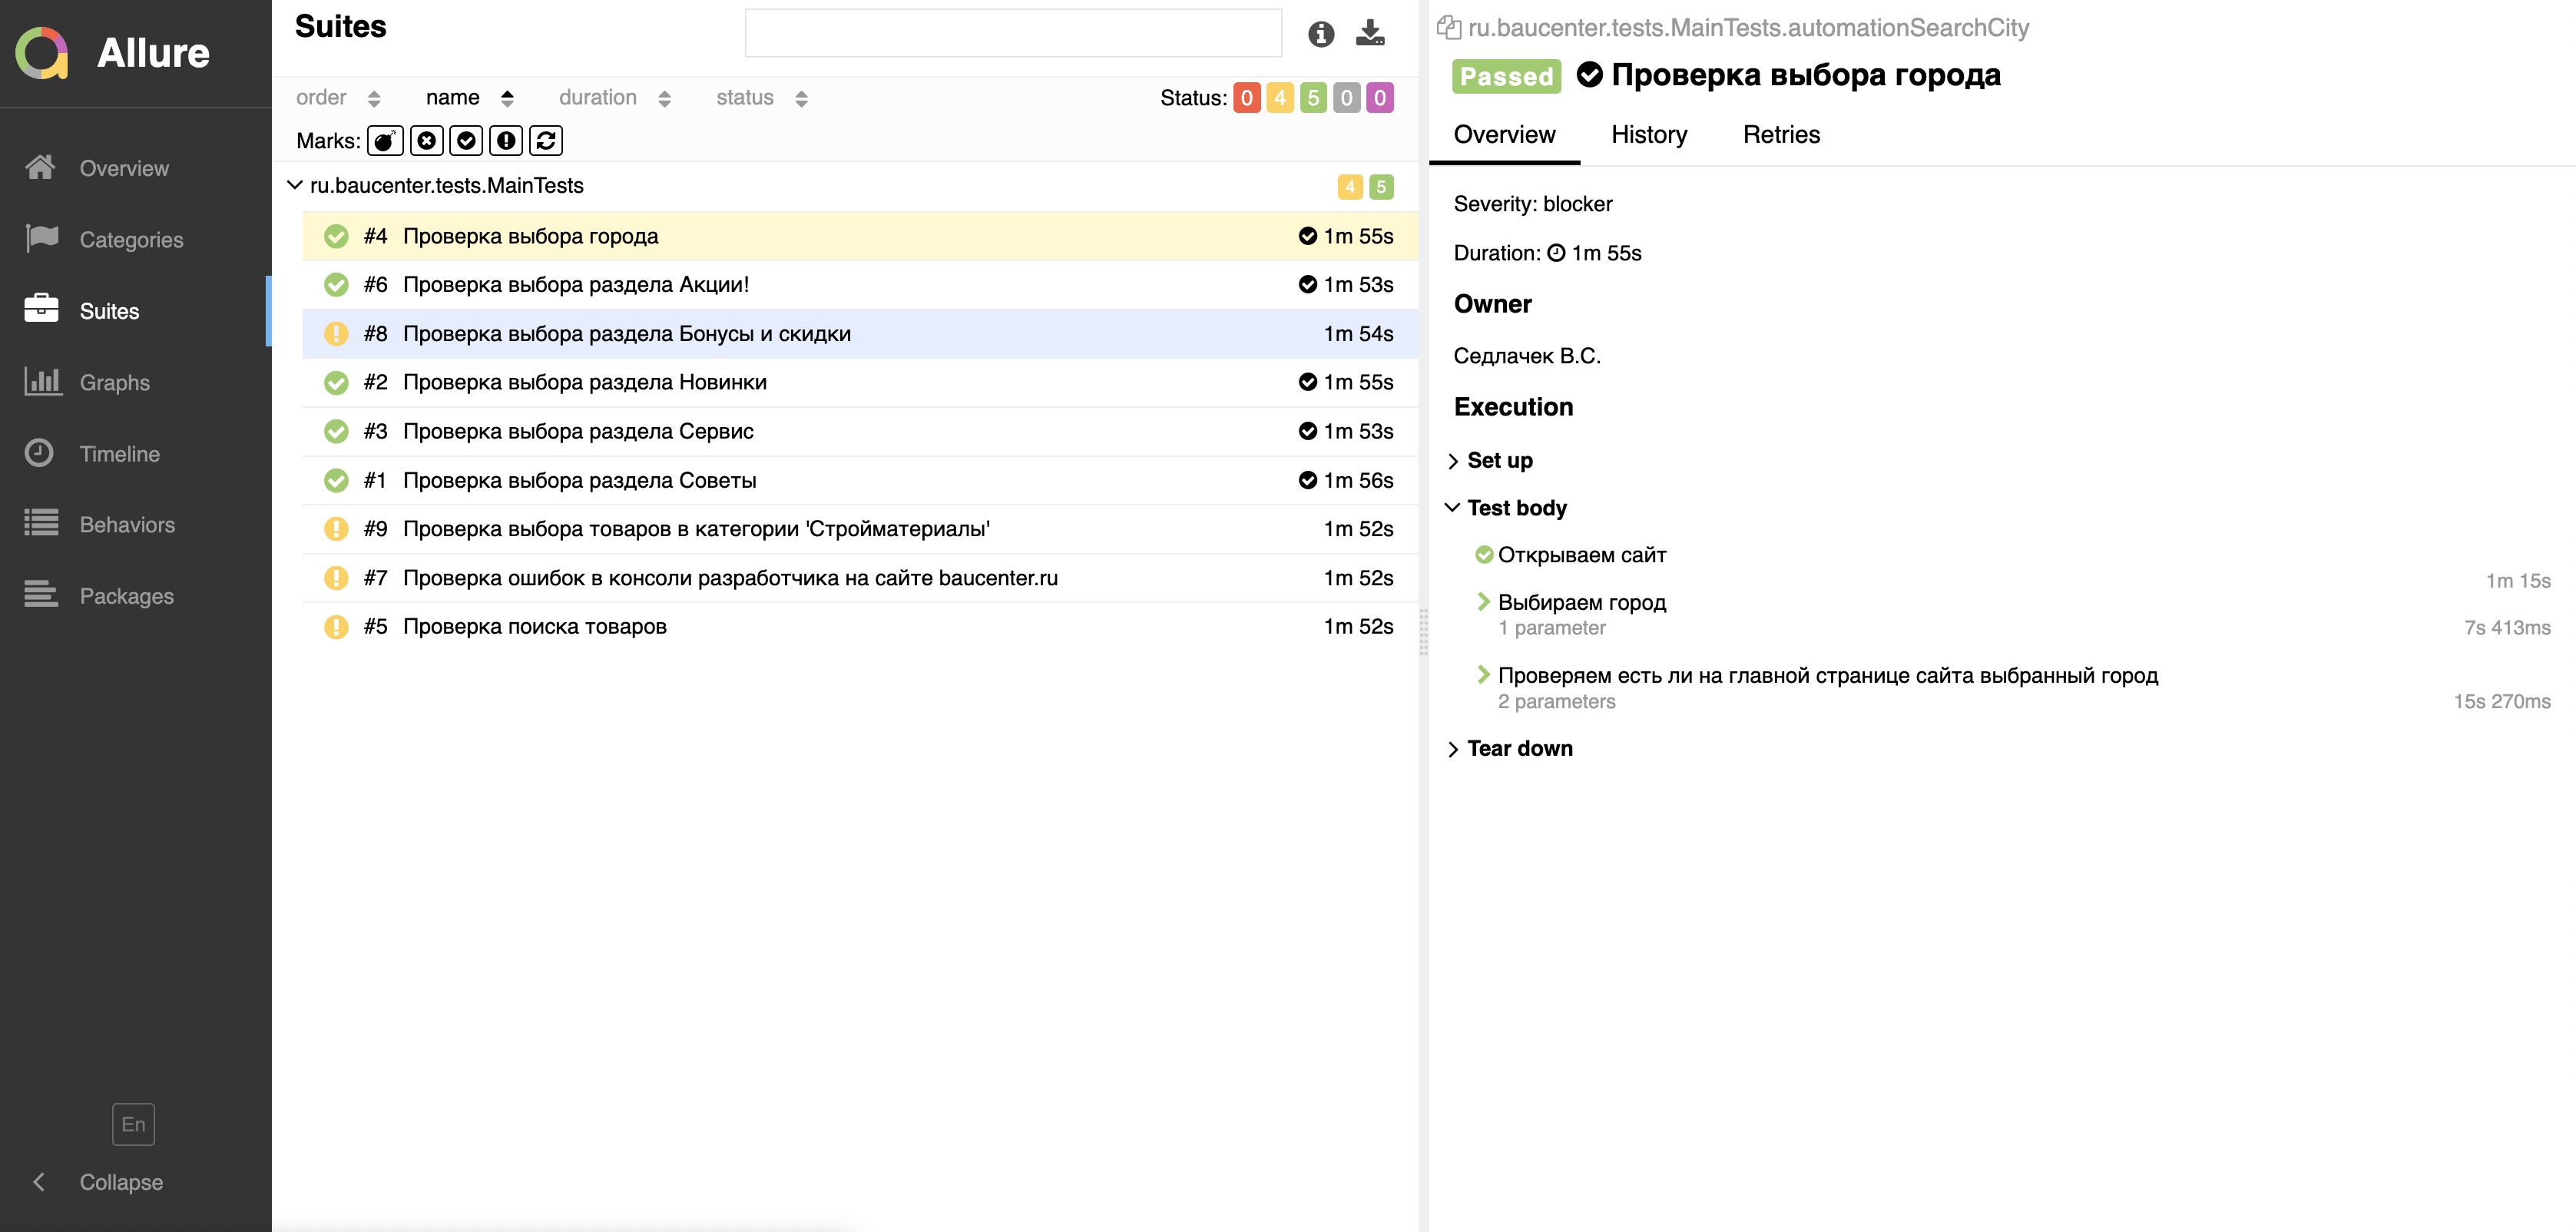 Allure
Overview
Categories
Suites
Graphs
Timeline
Behaviors
Packages
En
Collapse
Suites
order name duration status Status: 0 4 5 0 0
Marks:
ru.baucenter.tests.MainTests 4 5
#4 Проверка выбора города 1m 55s
#6 Проверка выбора раздела Акции! 1m 53s
#8 Проверка выбора раздела Бонусы и скидки 1m 54s
#2 Проверка выбора раздела Новинки 1m 55s
#3 Проверка выбора раздела Сервис 1m 53s
#1 Проверка выбора раздела Советы 1m 56s
#9 Проверка выбора товаров в категории 'Стройматериалы' 1m 52s
#7 Проверка ошибок в консоли разработчика на сайте baucenter.ru 1m 52s
#5 Проверка поиска товаров 1m 52s
ru.baucenter.tests.MainTests.automationSearchCity
Passed Проверка выбора города
Overview History Retries
Severity: blocker
Duration: 1m 55s
Owner
Седлачек В.С.
Execution
Set up
Test body
Открываем сайт
1m 15s
Выбираем город
1 parameter 7s 413ms
Проверяем есть ли на главной странице сайта выбранный город
2 parameters 15s 270ms
Tear down